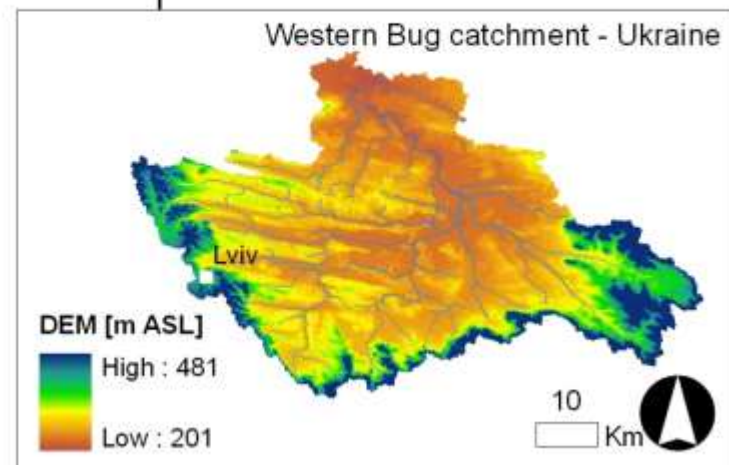 Western Bug catchment - Ukraine
Lviv
DEM [m ASL]
High : 481
Low : 201
10
Km